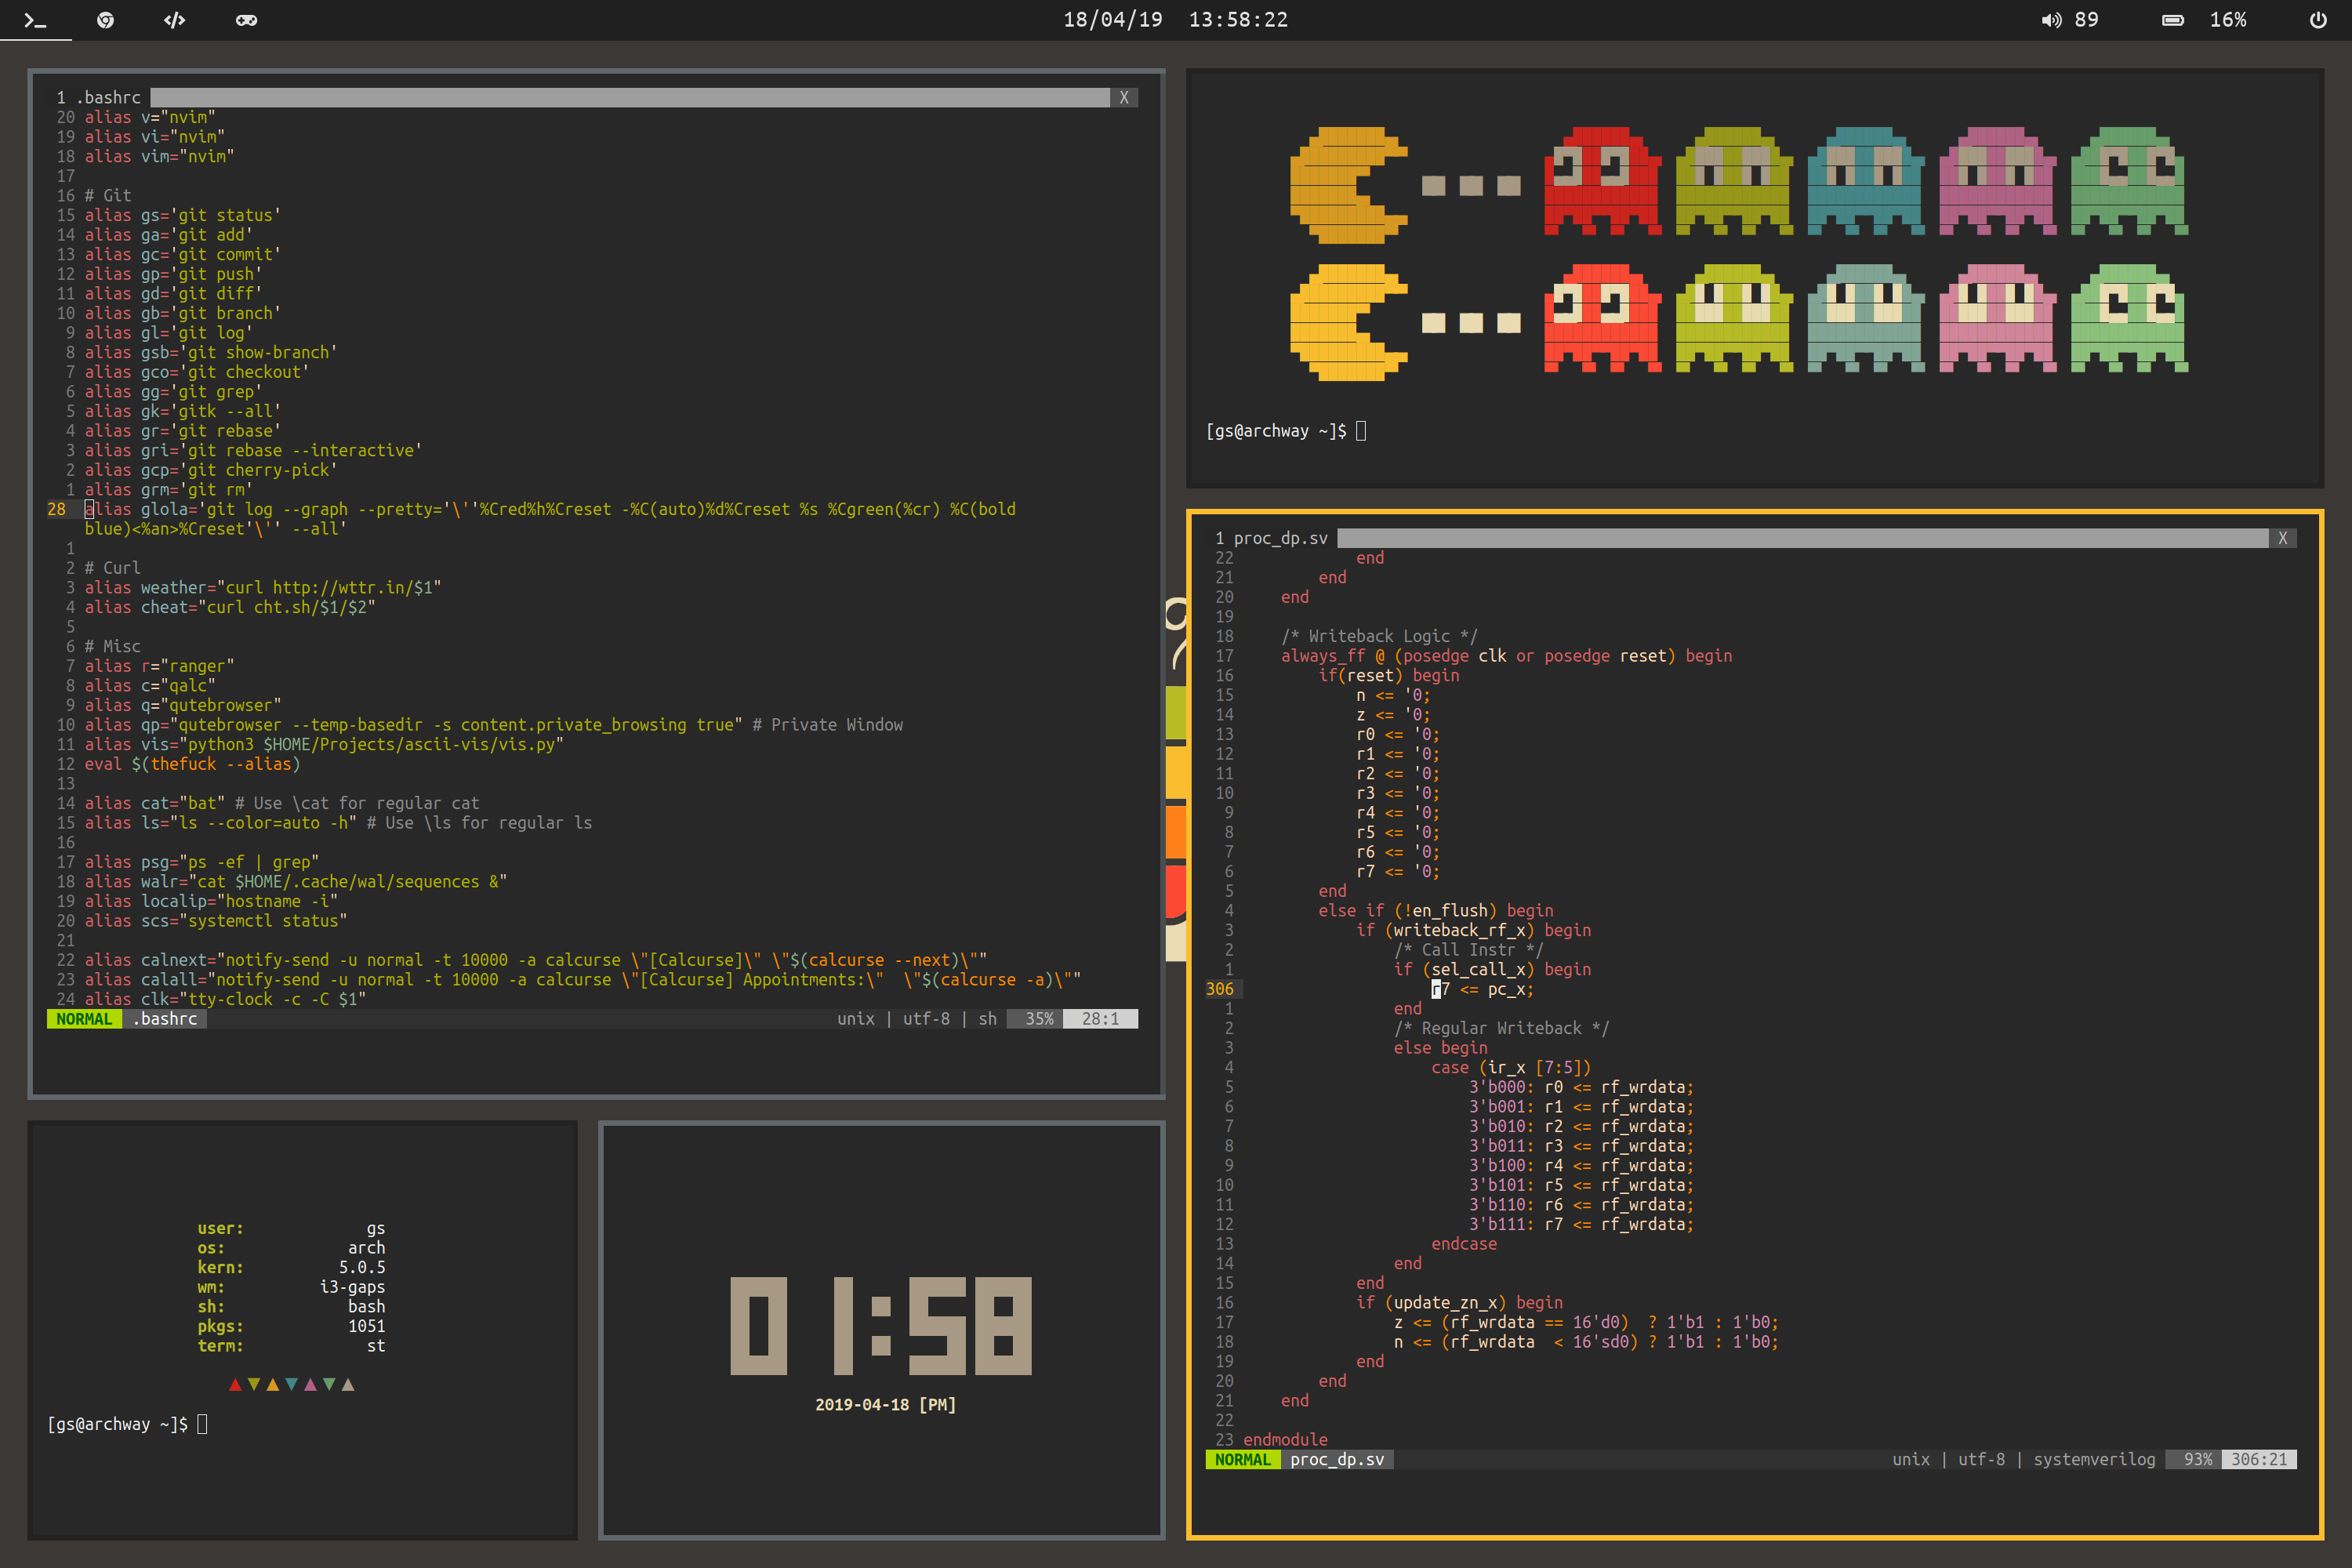 18/04/19 13:58:22
89
16%
1 .bashrc X
20 alias v="nvim"
19 alias vi="nvim"
18 alias vim="nvim"
17
16 # Git
15 alias gs='git status'
14 alias ga='git add'
13 alias gc='git commit'
12 alias gp='git push'
11 alias gd='git diff'
10 alias gb='git branch'
9 alias gl='git log'
8 alias gsb='git show-branch'
7 alias gco='git checkout'
6 alias gg='git grep'
5 alias gk='gitk --all'
4 alias gr='git rebase'
3 alias gri='git rebase --interactive'
2 alias gcp='git cherry-pick'
1 alias grm='git rm'
28 alias glola='git log --graph --pretty='\''%Cred%h%Creset -%C(auto)%d%Creset %s %Cgreen(%cr) %C(bold
blue)<%an>%Creset'\'' --all'
1
2 # Curl
3 alias weather="curl http://wttr.in/$1"
4 alias cheat="curl cht.sh/$1/$2"
5
6 # Misc
7 alias r="ranger"
8 alias c="qalc"
9 alias q="qutebrowser"
10 alias qp="qutebrowser --temp-basedir -s content.private_browsing true" # Private Window
11 alias vis="python3 $HOME/Projects/ascii-vis/vis.py"
12 eval $(thefuck --alias)
13
14 alias cat="bat" # Use \cat for regular cat
15 alias ls="ls --color=auto -h" # Use \ls for regular ls
16
17 alias psg="ps -ef | grep"
18 alias walr="cat $HOME/.cache/wal/sequences &"
19 alias localip="hostname -i"
20 alias scs="systemctl status"
21
22 alias calnext="notify-send -u normal -t 10000 -a calcurse \"[Calcurse]\" \"$(calcurse --next)\""
23 alias calall="notify-send -u normal -t 10000 -a calcurse \"[Calcurse] Appointments:\"  \"$(calcurse -a)\""
24 alias clk="tty-clock -c -C $1"
NORMAL .bashrc unix | utf-8 | sh 35% 28:1
[gs@archway ~]$
1 proc_dp.sv X
22 end
21 end
20 end
19
18 /* Writeback Logic */
17 always_ff @ (posedge clk or posedge reset) begin
16 if(reset) begin
15 n <= '0;
14 z <= '0;
13 r0 <= '0;
12 r1 <= '0;
11 r2 <= '0;
10 r3 <= '0;
9 r4 <= '0;
8 r5 <= '0;
7 r6 <= '0;
6 r7 <= '0;
5 end
4 else if (!en_flush) begin
3 if (writeback_rf_x) begin
2 /* Call Instr */
1 if (sel_call_x) begin
306 r7 <= pc_x;
1 end
2 /* Regular Writeback */
3 else begin
4 case (ir_x [7:5])
5 3'b000: r0 <= rf_wrdata;
6 3'b001: r1 <= rf_wrdata;
7 3'b010: r2 <= rf_wrdata;
8 3'b011: r3 <= rf_wrdata;
9 3'b100: r4 <= rf_wrdata;
10 3'b101: r5 <= rf_wrdata;
11 3'b110: r6 <= rf_wrdata;
12 3'b111: r7 <= rf_wrdata;
13 endcase
14 end
15 end
16 if (update_zn_x) begin
17 z <= (rf_wrdata == 16'd0)  ? 1'b1 : 1'b0;
18 n <= (rf_wrdata  < 16'sd0) ? 1'b1 : 1'b0;
19 end
20 end
21 end
22
23 endmodule
NORMAL proc_dp.sv unix | utf-8 | systemverilog 93% 306:21
user: gs
os: arch
kern: 5.0.5
wm: i3-gaps
sh: bash
pkgs: 1051
term: st
[gs@archway ~]$
01:58
2019-04-18 [PM]